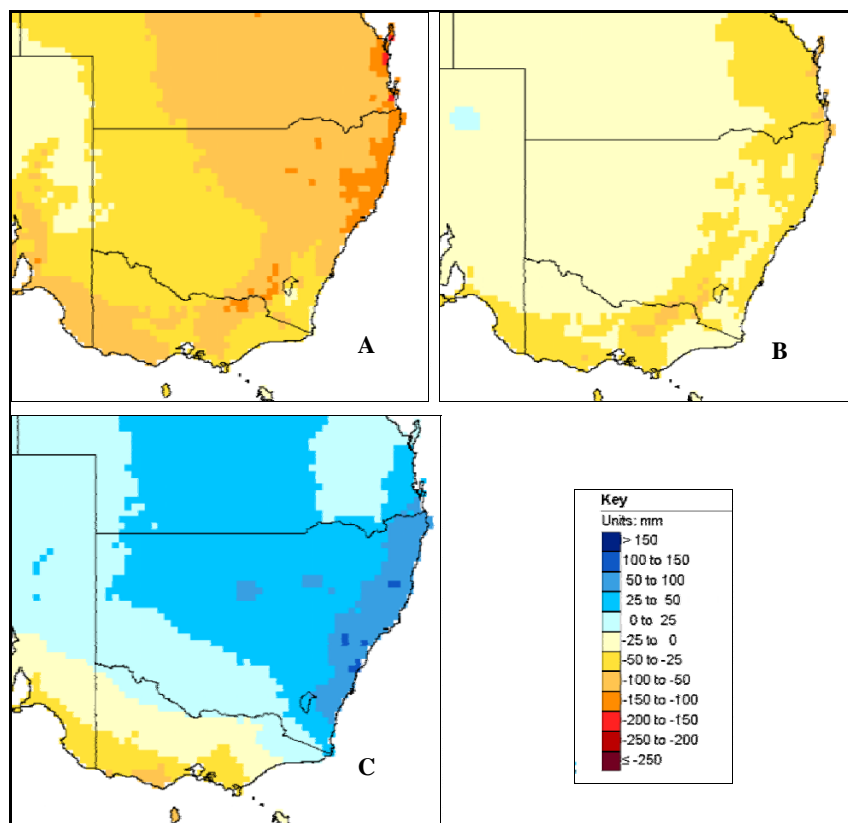 A
B
C
Key
Units: mm
> 150
100 to 150
50 to 100
25 to 50
0 to 25
-25 to 0
-50 to -25
-100 to -50
-150 to -100
-200 to -150
-250 to -200
≤ -250